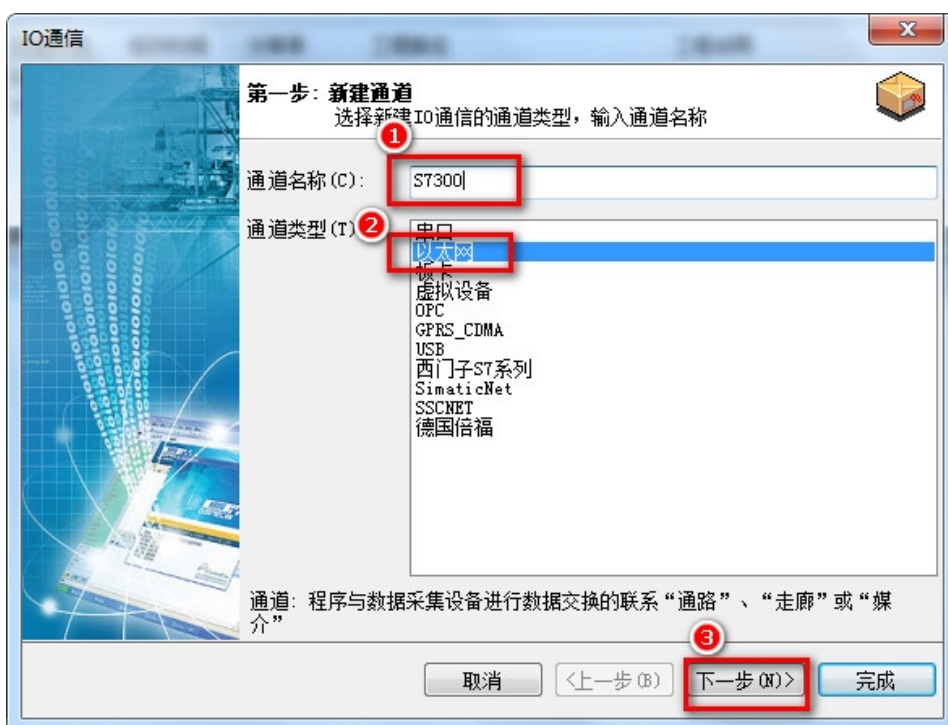 IO通信
第一步：新建通道
选择新建IO通信的通道类型，输入通道名称
1
通道名称(C):
S7300
通道类型(T)
2
串口
以太网
板卡
虚拟设备
OPC
GPRS_CDMA
USB
西门子S7系列
SimaticNet
SSCNET
德国倍福
通道：程序与数据采集设备进行数据交换的联系“通路”、“走廊”或“媒
介”
3
取消
<上一步(B)
下一步(N)>
完成